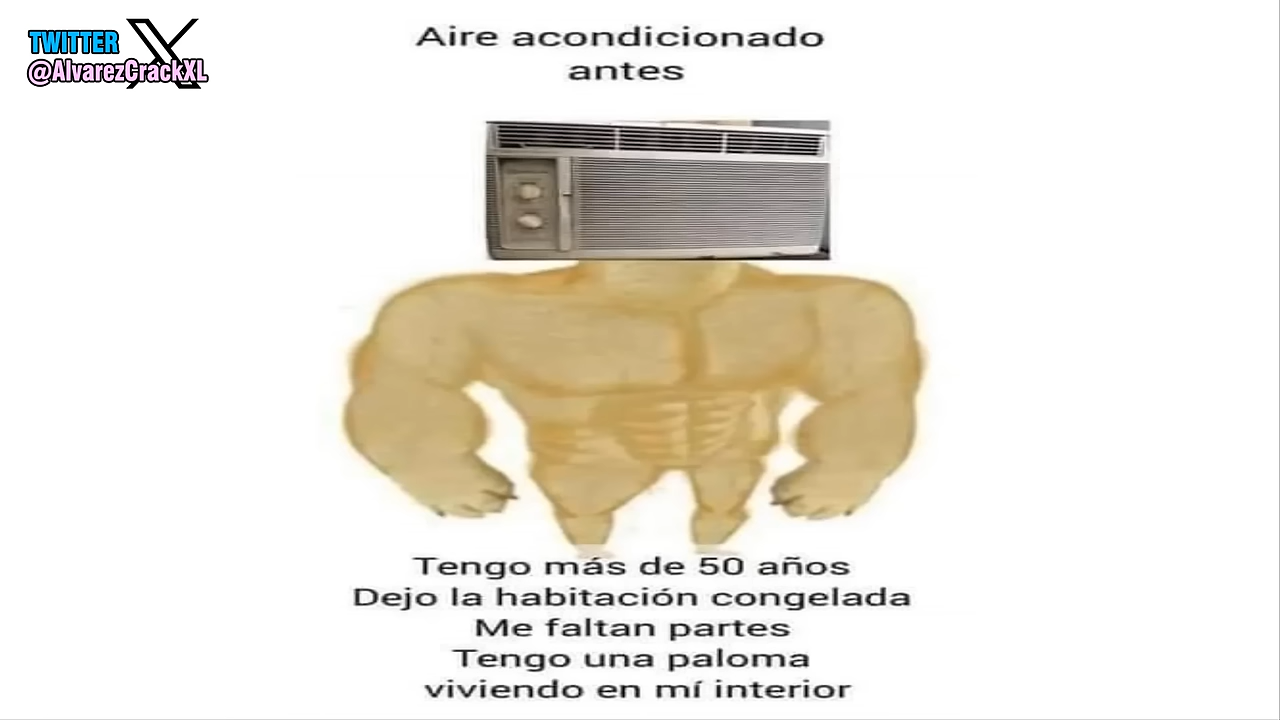 TWITTER X
@AlvarezCrackXL
Aire acondicionado
antes
Tengo más de 50 años
Dejo la habitación congelada
Me faltan partes
Tengo una paloma
viviendo en mí interior